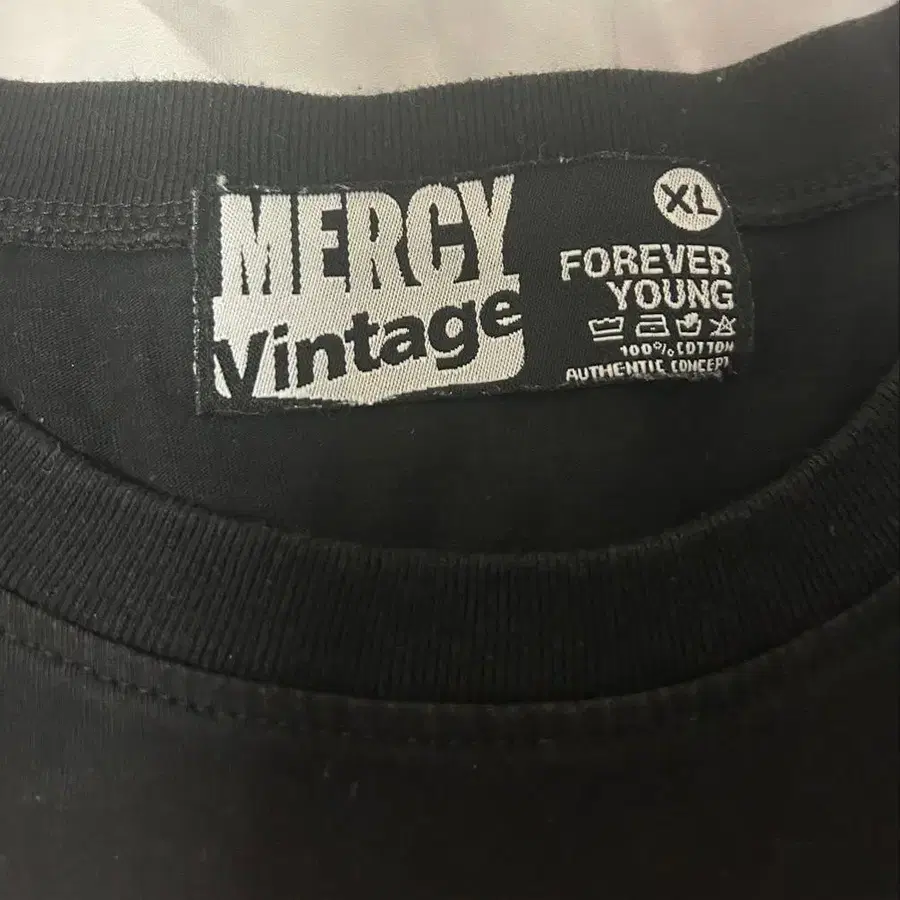 MERCY
Vintage
XL
FOREVER
YOUNG
100% COTTON
AUTHENTIC CONCEPT